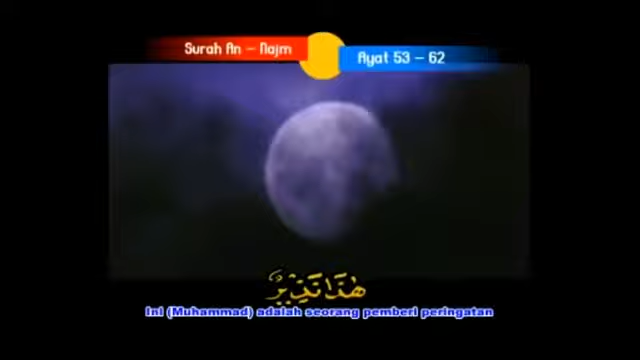 Surah An - Najm
Ayat 53 - 62
هَٰذَا نَذِيرٌ
Ini (Muhammad) adalah seorang pemberi peringatan